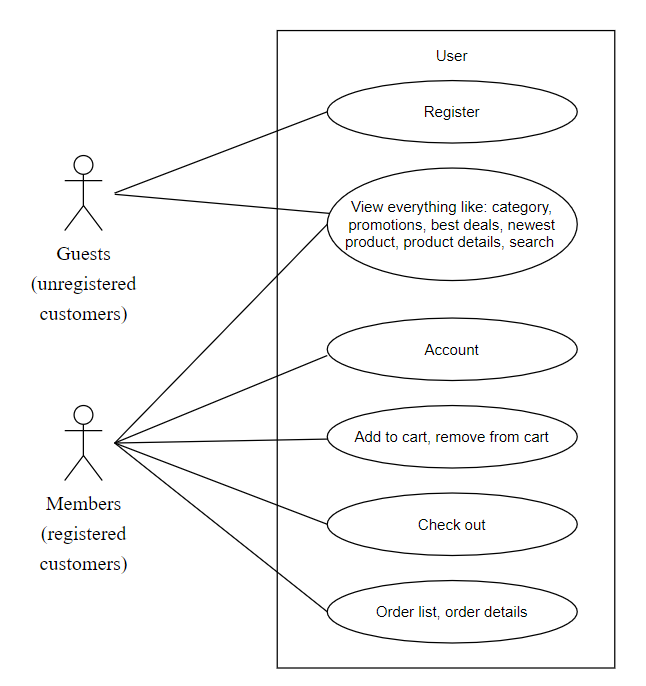 User
Register
View everything like: category,
promotions, best deals, newest
product, product details, search
Guests
(unregistered
customers)
Account
Add to cart, remove from cart
Members
(registered
customers)
Check out
Order list, order details